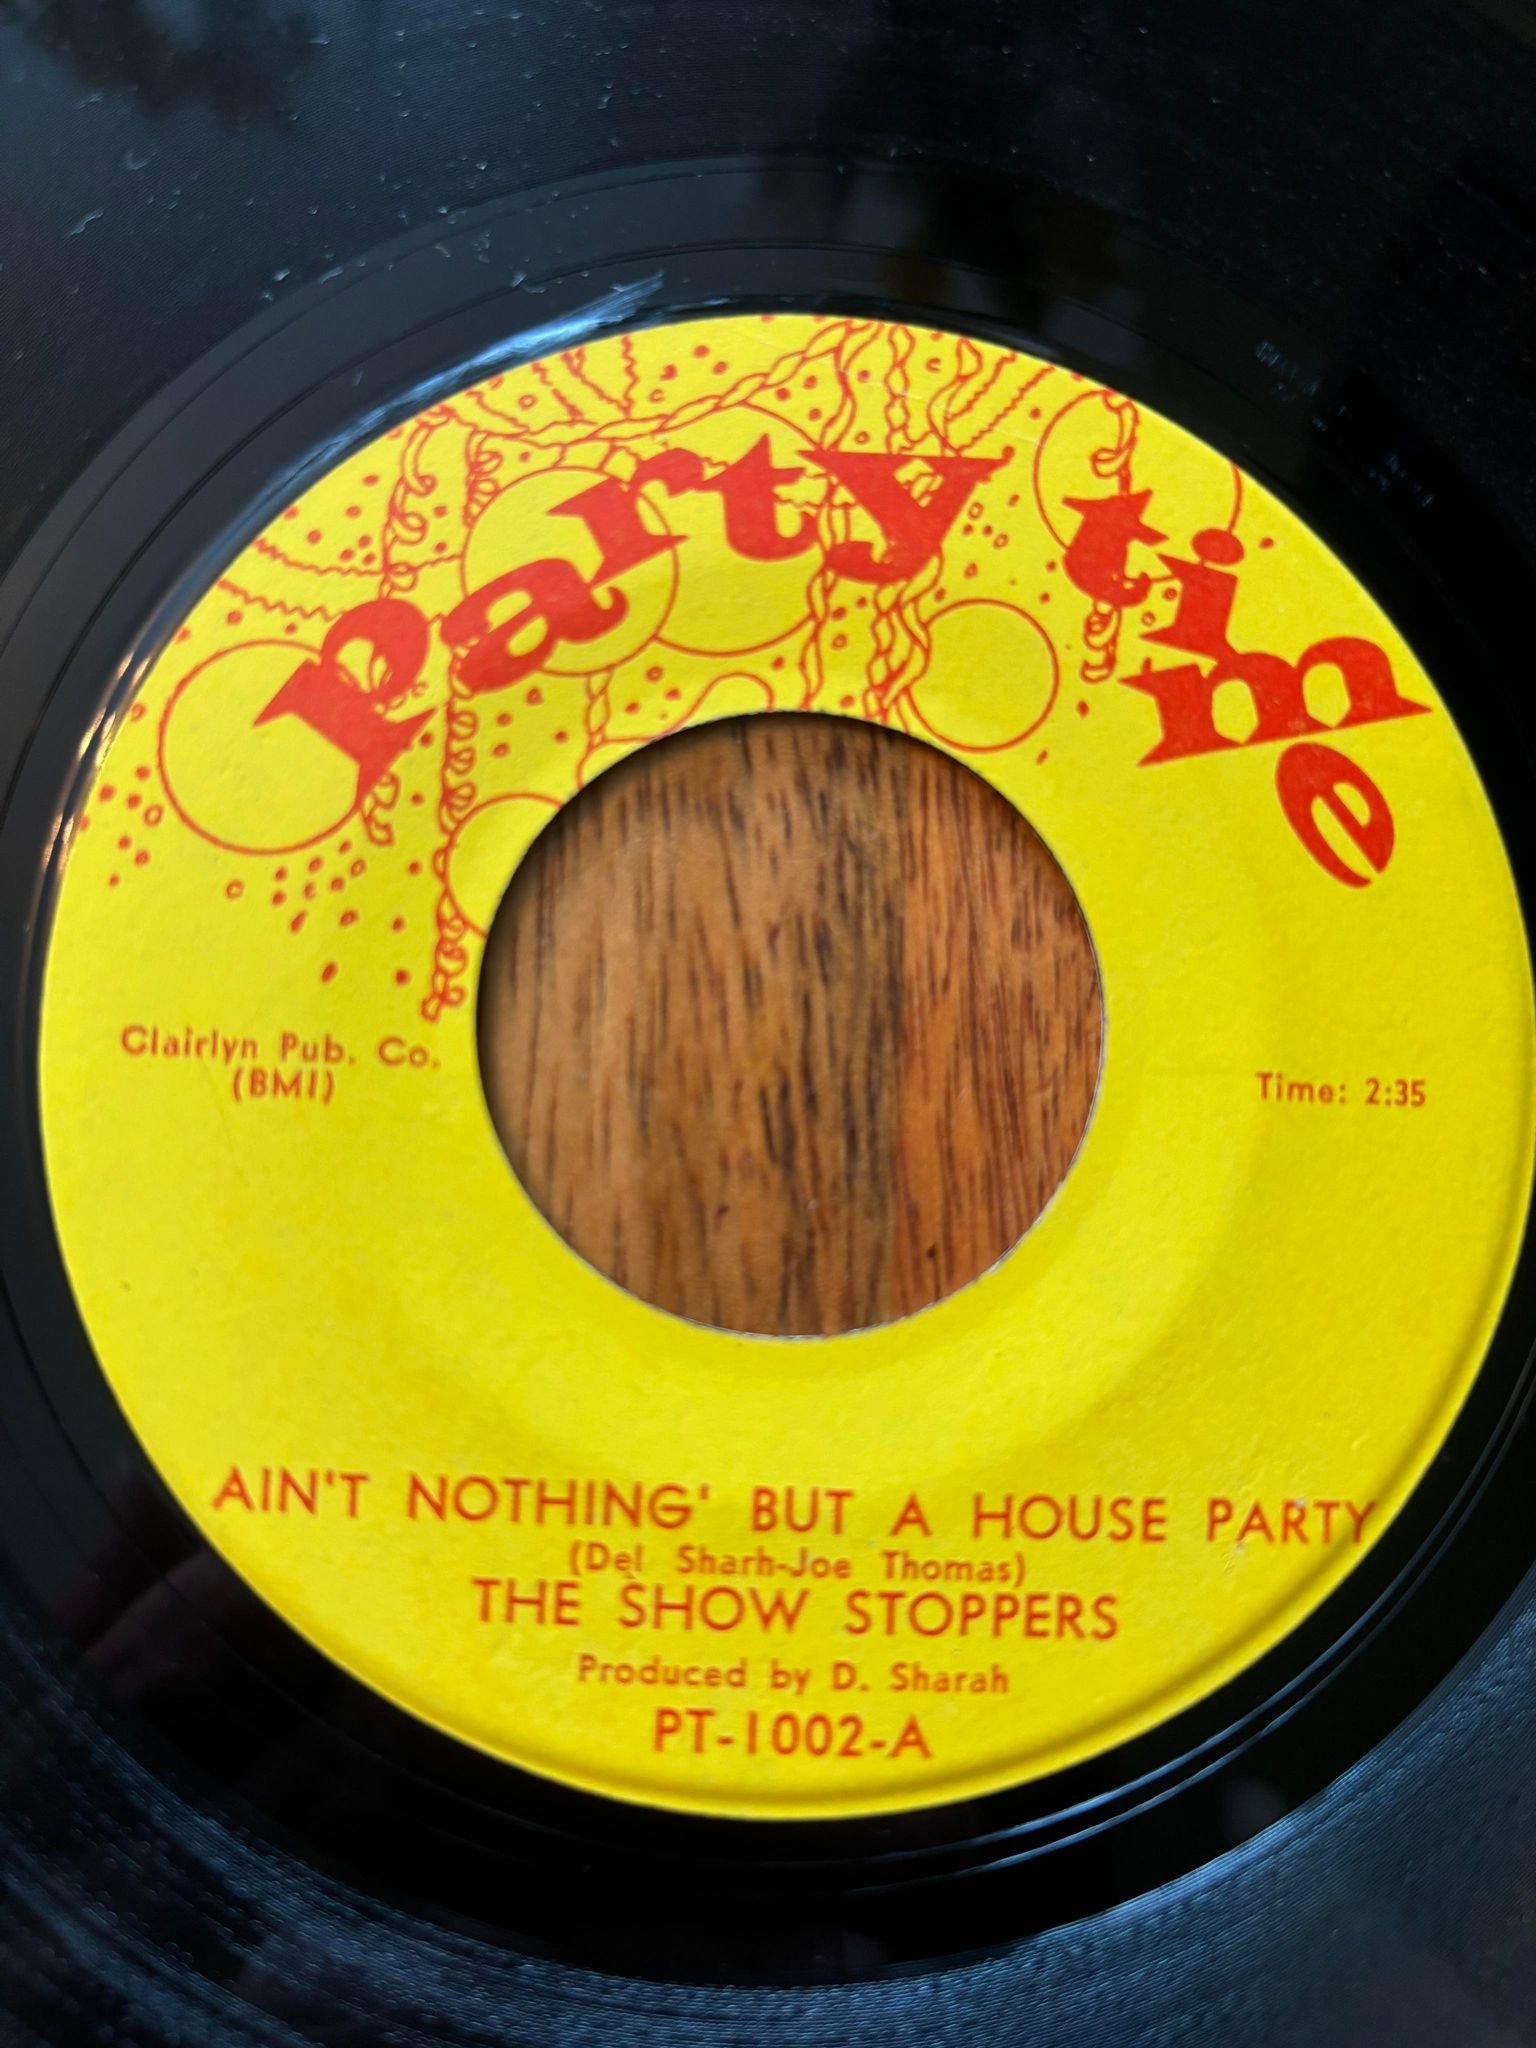 Party time
Clairlyn Pub. Co.
(BMI)
Time: 2:35
AIN'T NOTHING' BUT A HOUSE PARTY
(Del Sharh-Joe Thomas)
THE SHOW STOPPERS
Produced by D. Sharah
PT-1002-A